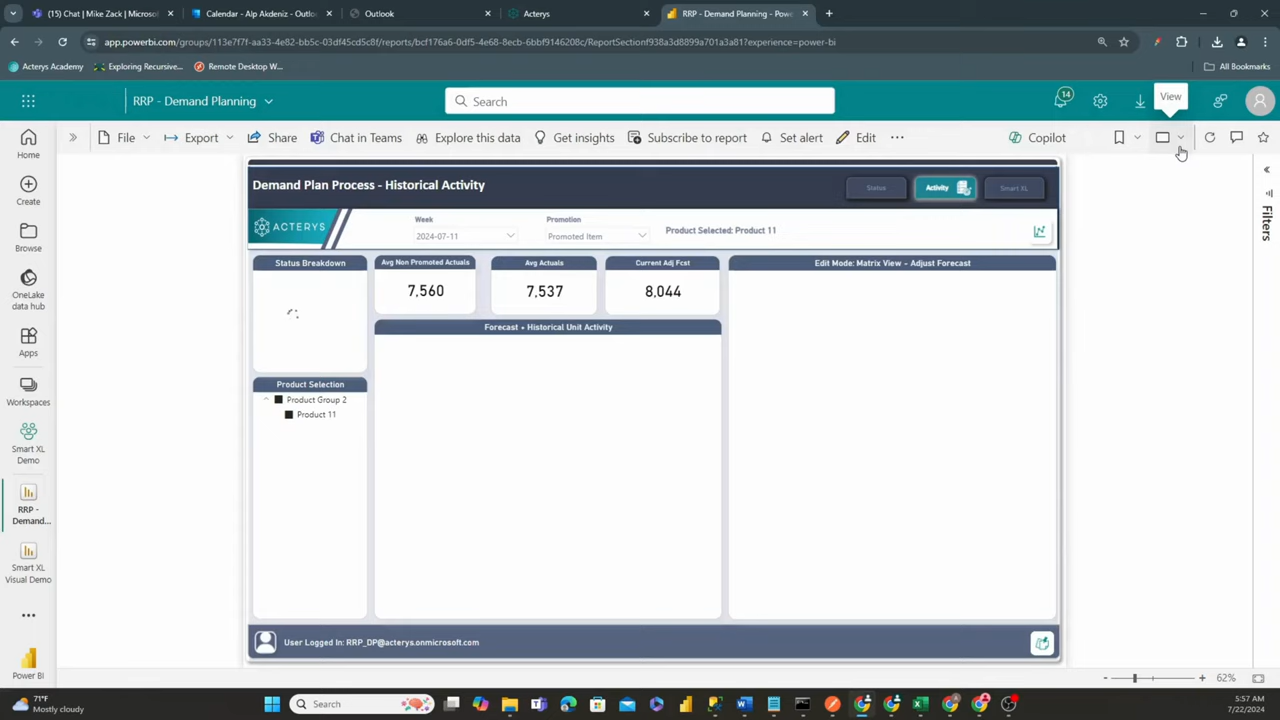 (15) Chat | Mike Zack | Microsof
Calendar - Alp Akdeniz - Outloo
Outlook
Acterys
RRP - Demand Planning - Powe
app.powerbi.com/groups/113e7f7f-aa33-4e82-bb5c-03df45cd5c8f/reports/bcf176a6-0df5-4e68-8ecb-6bbf9146208c/ReportSectionf938a3d8899a701a3a81?experience=power-bi
Acterys Academy
Exploring Recursive...
Remote Desktop W...
All Bookmarks
RRP - Demand Planning
Search
14
View
File
Export
Share
Chat in Teams
Explore this data
Get insights
Subscribe to report
Set alert
Edit
Copilot
Home
Create
Browse
OneLake
data hub
Apps
Workspaces
Smart XL
Demo
RRP -
Demand...
Smart XL
Visual Demo
Power BI
Filters
Demand Plan Process - Historical Activity
Status
Activity
Smart XL
ACTERYS
Week
2024-07-11
Promotion
Promoted Item
Product Selected: Product 11
Status Breakdown
Avg Non Promoted Actuals
7,560
Avg Actuals
7,537
Current Adj Fcst
8,044
Edit Mode: Matrix View - Adjust Forecast
Forecast + Historical Unit Activity
Product Selection
Product Group 2
Product 11
User Logged In: RRP_DP@acterys.onmicrosoft.com
62%
71°F
Mostly cloudy
Search
5:57 AM
7/22/2024